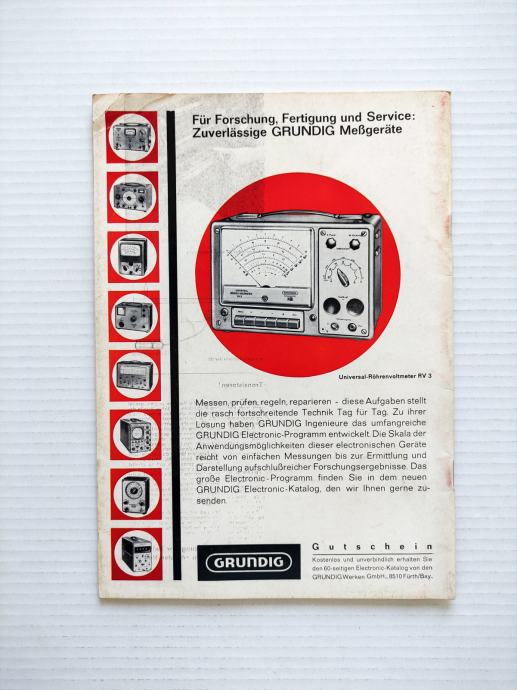 Für Forschung, Fertigung und Service:
Zuverlässige GRUNDIG Meßgeräte
GRUNDIG
Universal-Röhrenvoltmeter RV 3
Messen, prüfen, regeln, reparieren - diese Aufgaben stellt
die rasch fortschreitende Technik Tag für Tag. Zu ihrer
Lösung haben GRUNDIG Ingenieure das umfangreiche
GRUNDIG Electronic-Programm entwickelt. Die Skala der
Anwendungsmöglichkeiten dieser electronischen Geräte
reicht von einfachen Messungen bis zur Ermittlung und
Darstellung aufschlußreicher Forschungsergebnisse. Das
große Electronic-Programm finden Sie in dem neuen
GRUNDIG Electronic-Katalog, den wir Ihnen gerne zu-
senden.
GRUNDIG
Gutschein
Kostenlos und unverbindlich erhalten Sie
den 60-seitigen Electronic-Katalog von den
GRUNDIG Werken GmbH., 8510 Fürth/Bay.